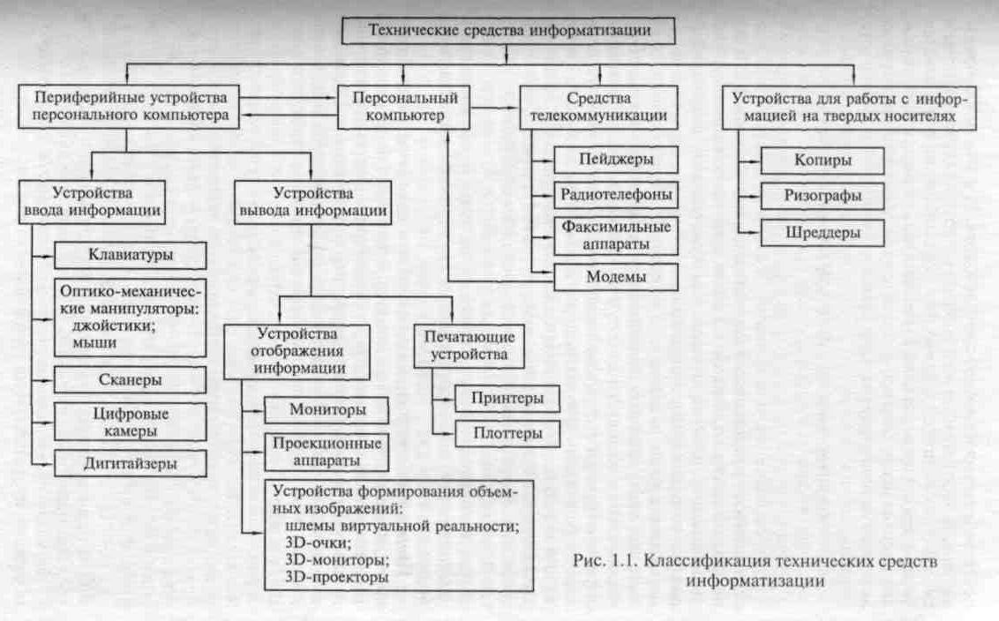 Технические средства информатизации
Периферийные устройства
персонального компьютера
Персональный
компьютер
Средства
телекоммуникации
Устройства для работы с инфор-
мацией на твердых носителях
Пейджеры
Радиотелефоны
Факсимильные
аппараты
Модемы
Копиры
Ризографы
Шреддеры
Устройства
ввода информации
Устройства
вывода информации
Клавиатуры
Оптико-механичес-
кие манипуляторы:
джойстики;
мыши
Сканеры
Цифровые
камеры
Дигитайзеры
Устройства
отображения
информации
Печатающие
устройства
Мониторы
Проекционные
аппараты
Устройства формирования объем-
ных изображений:
шлемы виртуальной реальности;
3D-очки;
3D-мониторы;
3D-проекторы
Принтеры
Плоттеры
Рис. 1.1. Классификация технических средств
информатизации